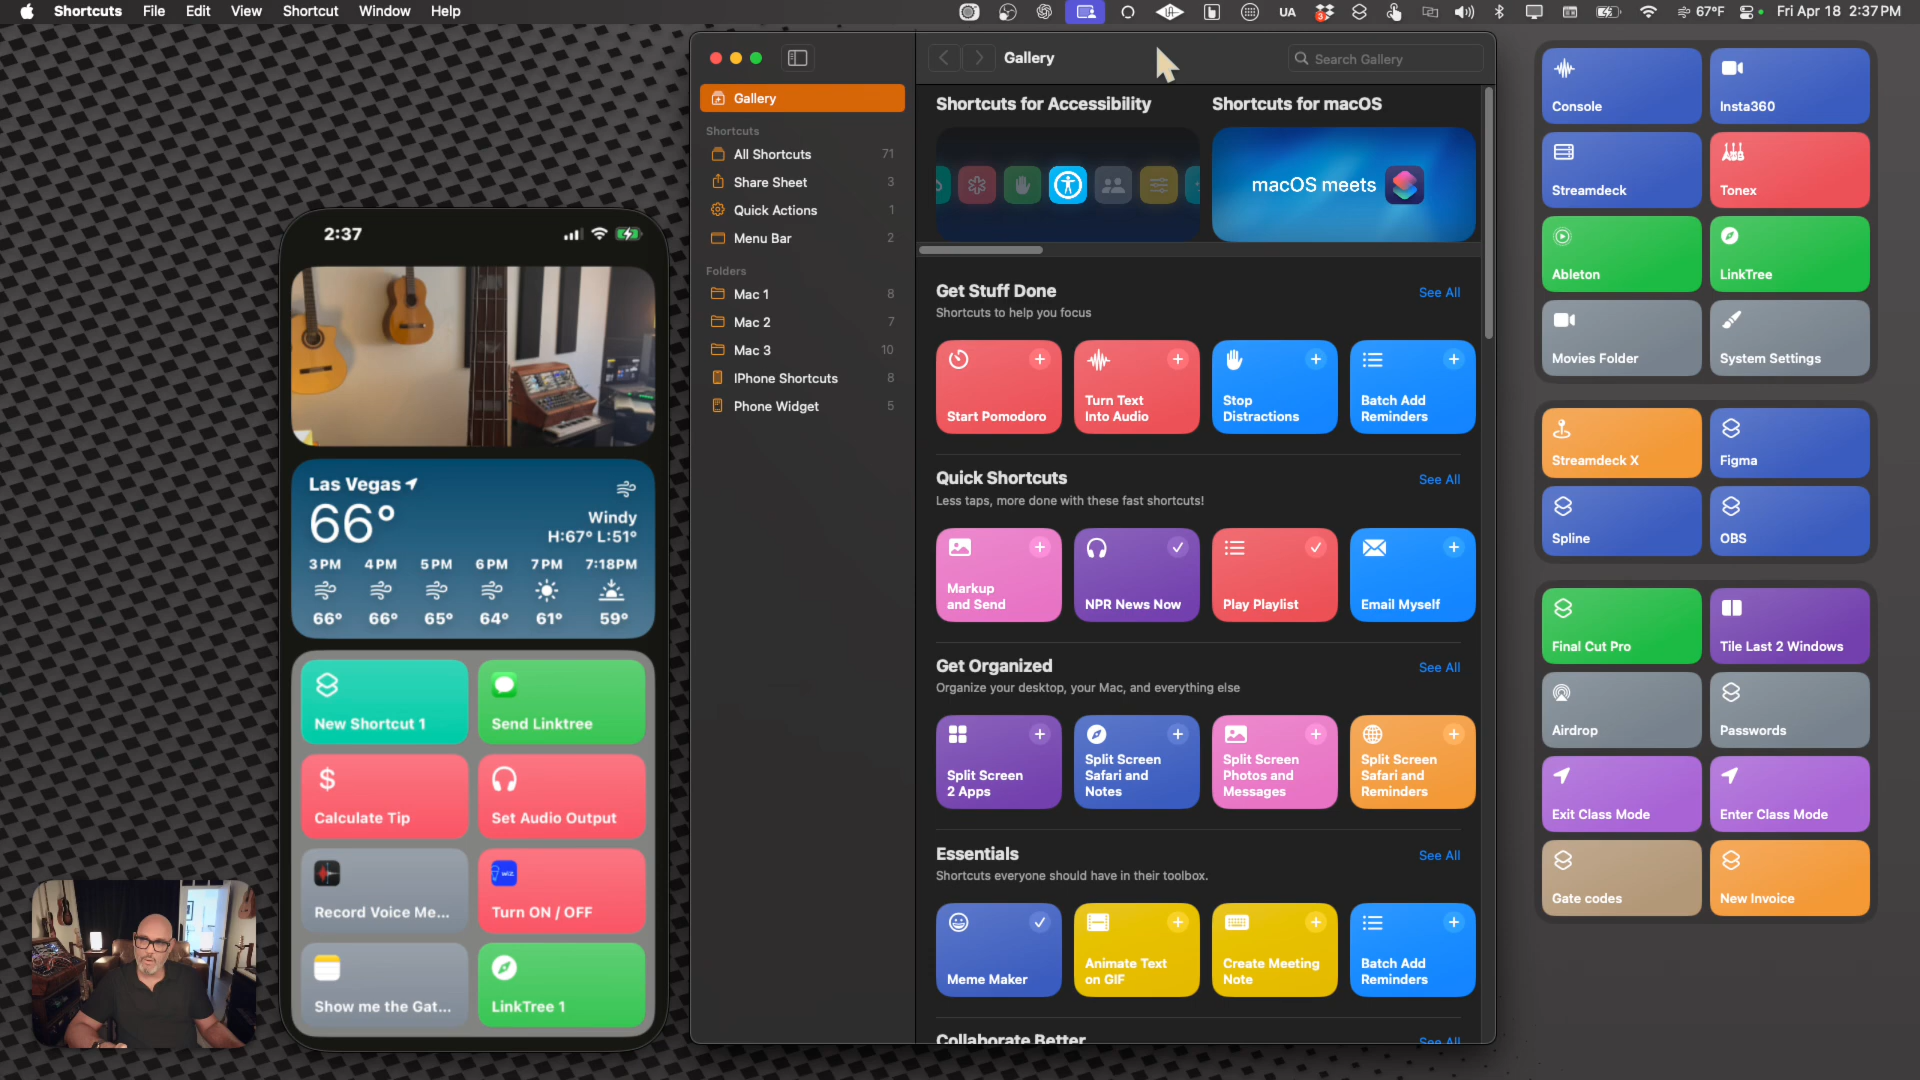 Shortcuts File Edit View Shortcut Window Help
UA
3
67°F
Fri Apr 18 2:37 PM
Gallery
Search Gallery
Gallery
Shortcuts
All Shortcuts 71
Share Sheet 3
Quick Actions 1
Menu Bar 2
Folders
Mac 1 8
Mac 2 7
Mac 3 10
IPhone Shortcuts 8
Phone Widget 5
Shortcuts for Accessibility
Shortcuts for macOS
macOS meets
Get Stuff Done
See All
Shortcuts to help you focus
Start Pomodoro
Turn Text
Into Audio
Stop
Distractions
Batch Add
Reminders
Quick Shortcuts
See All
Less taps, more done with these fast shortcuts!
Markup
and Send
NPR News Now
Play Playlist
Email Myself
Get Organized
See All
Organize your desktop, your Mac, and everything else
Split Screen
2 Apps
Split Screen
Safari and
Notes
Split Screen
Photos and
Messages
Split Screen
Safari and
Reminders
Essentials
See All
Shortcuts everyone should have in their toolbox.
Meme Maker
Animate Text
on GIF
Create Meeting
Note
Batch Add
Reminders
Collaborate Better
See All
2:37
Las Vegas
66°
Windy
H:67° L:51°
3PM 4PM 5PM 6PM 7PM 7:18PM
66° 66° 65° 64° 61° 59°
New Shortcut 1
Send Linktree
Calculate Tip
Set Audio Output
Record Voice Me...
wiz
Turn ON / OFF
Show me the Gat...
LinkTree 1
Console
Insta360
Streamdeck
Tonex
Ableton
LinkTree
Movies Folder
System Settings
Streamdeck X
Figma
Spline
OBS
Final Cut Pro
Tile Last 2 Windows
Airdrop
Passwords
Exit Class Mode
Enter Class Mode
Gate codes
New Invoice